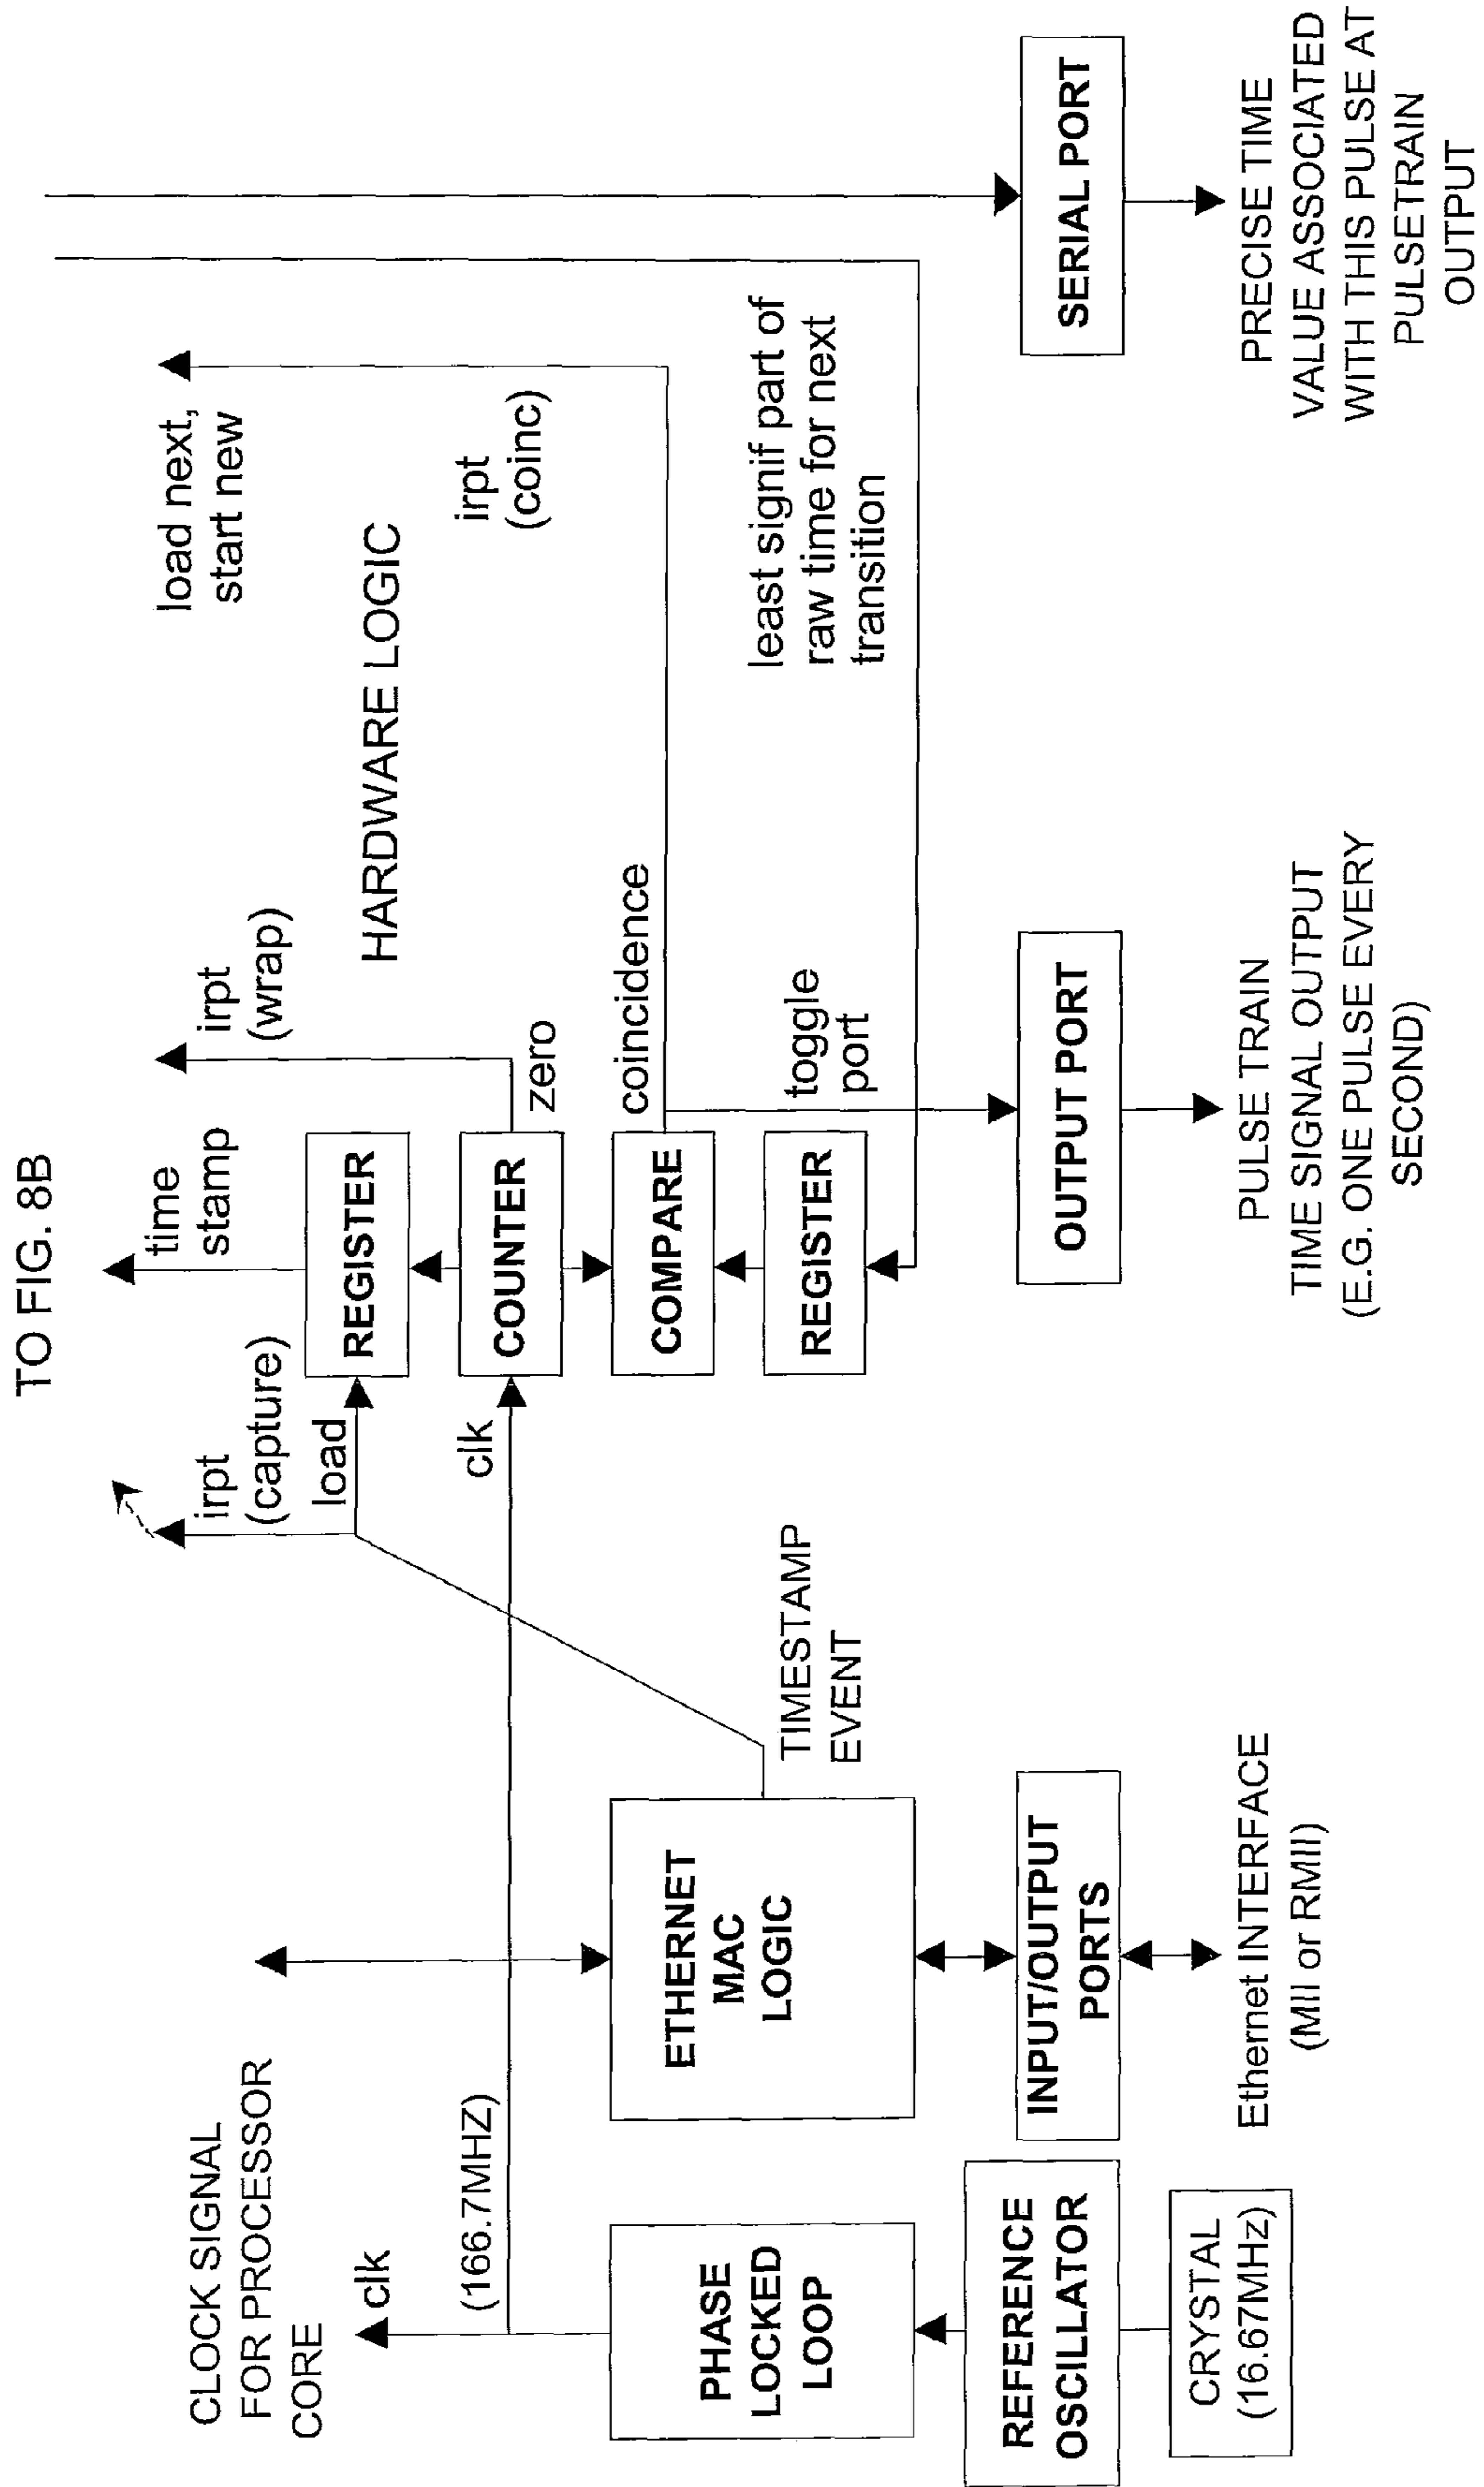 TO FIG. 8B
CLOCK SIGNAL
FOR PROCESSOR
CORE
clk
(166.7MHZ)
PHASE
LOCKED
LOOP
REFERENCE
OSCILLATOR
CRYSTAL
(16.67MHz)
ETHERNET
MAC
LOGIC
INPUT/OUTPUT
PORTS
Ethernet INTERFACE
(MII or RMII)
TIMESTAMP
EVENT
irpt
(capture)
load
clk
time
stamp
REGISTER
COUNTER
COMPARE
REGISTER
irpt
(wrap)
zero
coincidence
toggle
port
OUTPUT PORT
PULSE TRAIN
TIME SIGNAL OUTPUT
(E.G. ONE PULSE EVERY
SECOND)
HARDWARE LOGIC
load next,
start new
irpt
(coinc)
least signif part of
raw time for next
transition
SERIAL PORT
PRECISE TIME
VALUE ASSOCIATED
WITH THIS PULSE AT
PULSETRAIN
OUTPUT